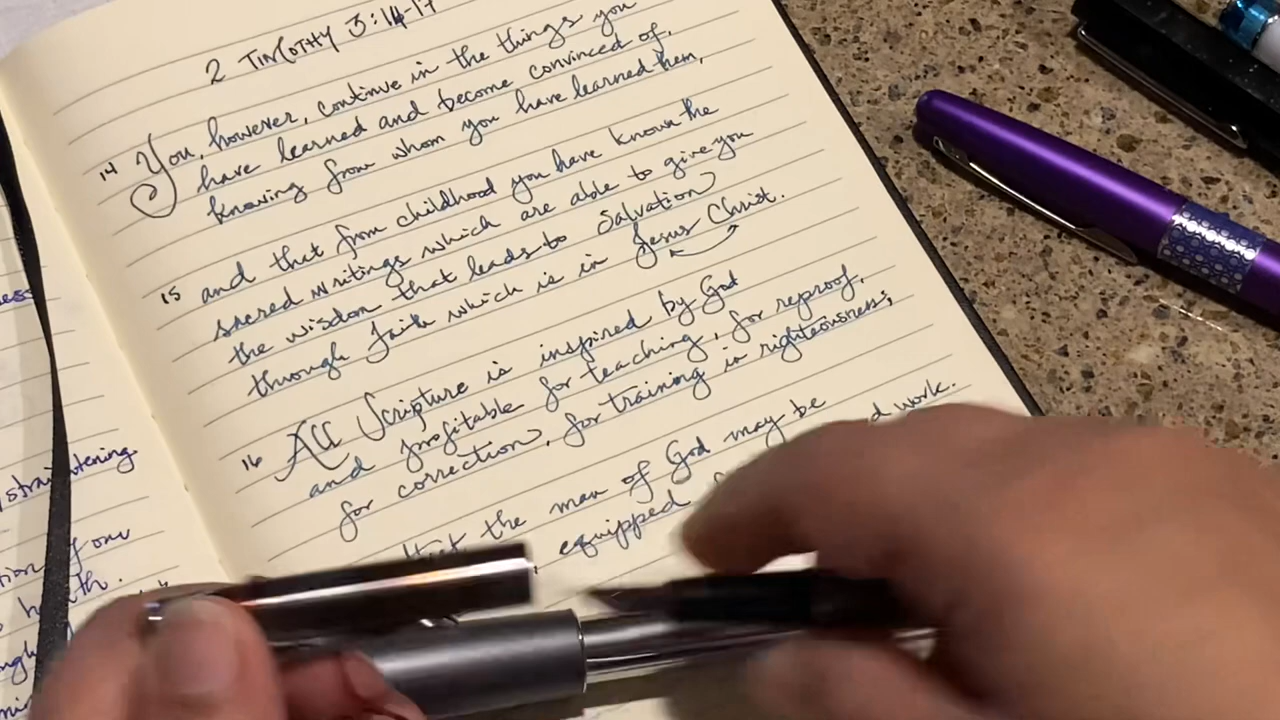 2 TIMOTHY 3:14-17
14 You, however, continue in the things you
have learned and become convinced of,
knowing from whom you have learned them,
15 and that from childhood you have known the
sacred writings which are able to give you
the wisdom that leads to Salvation
through faith which is in Jesus Christ.
16 All Scripture is inspired by God
and profitable for teaching, for reproof,
for correction, for training in righteousness;
that the man of God may be
equipped
work.
straightening
of our